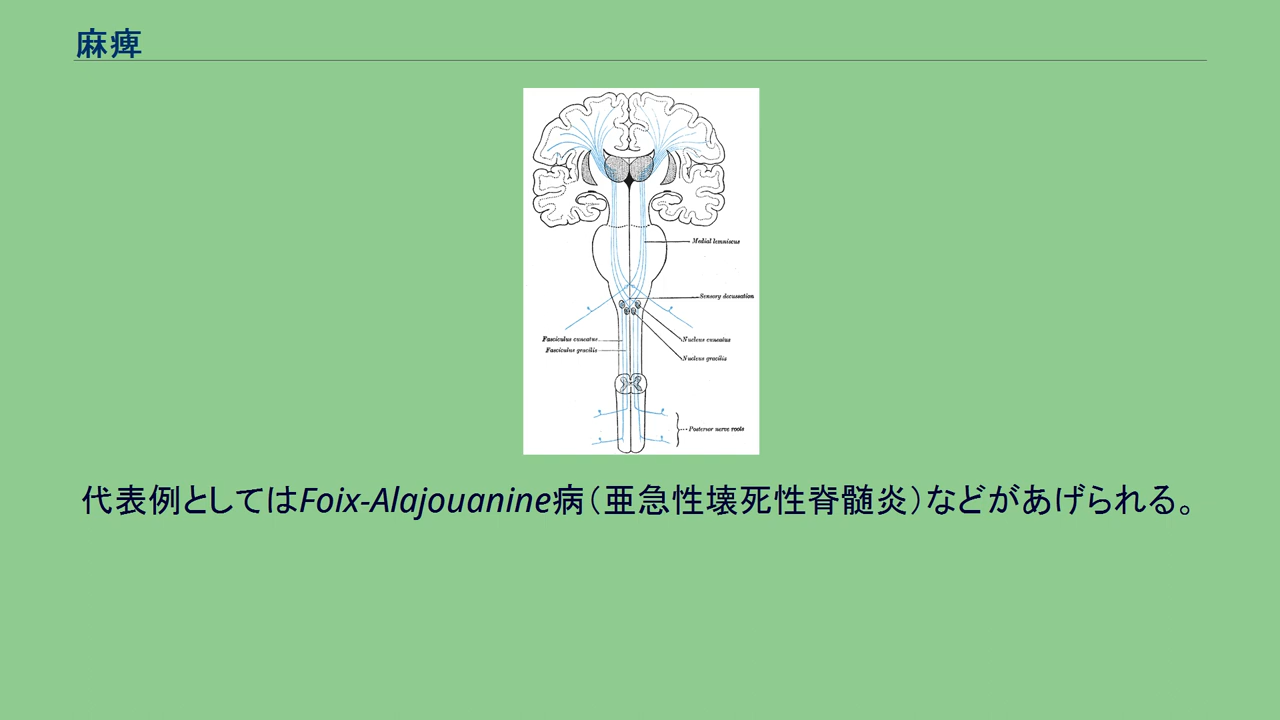 麻痺
Medial lemniscus
Sensory decussation
Fasciculus cuneatus
Nucleus cuneatus
Fasciculus gracilis
Nucleus gracilis
Posterior nerve roots
代表例としてはFoix-Alajouanine病（亜急性壊死性脊髄炎）などがあげられる。